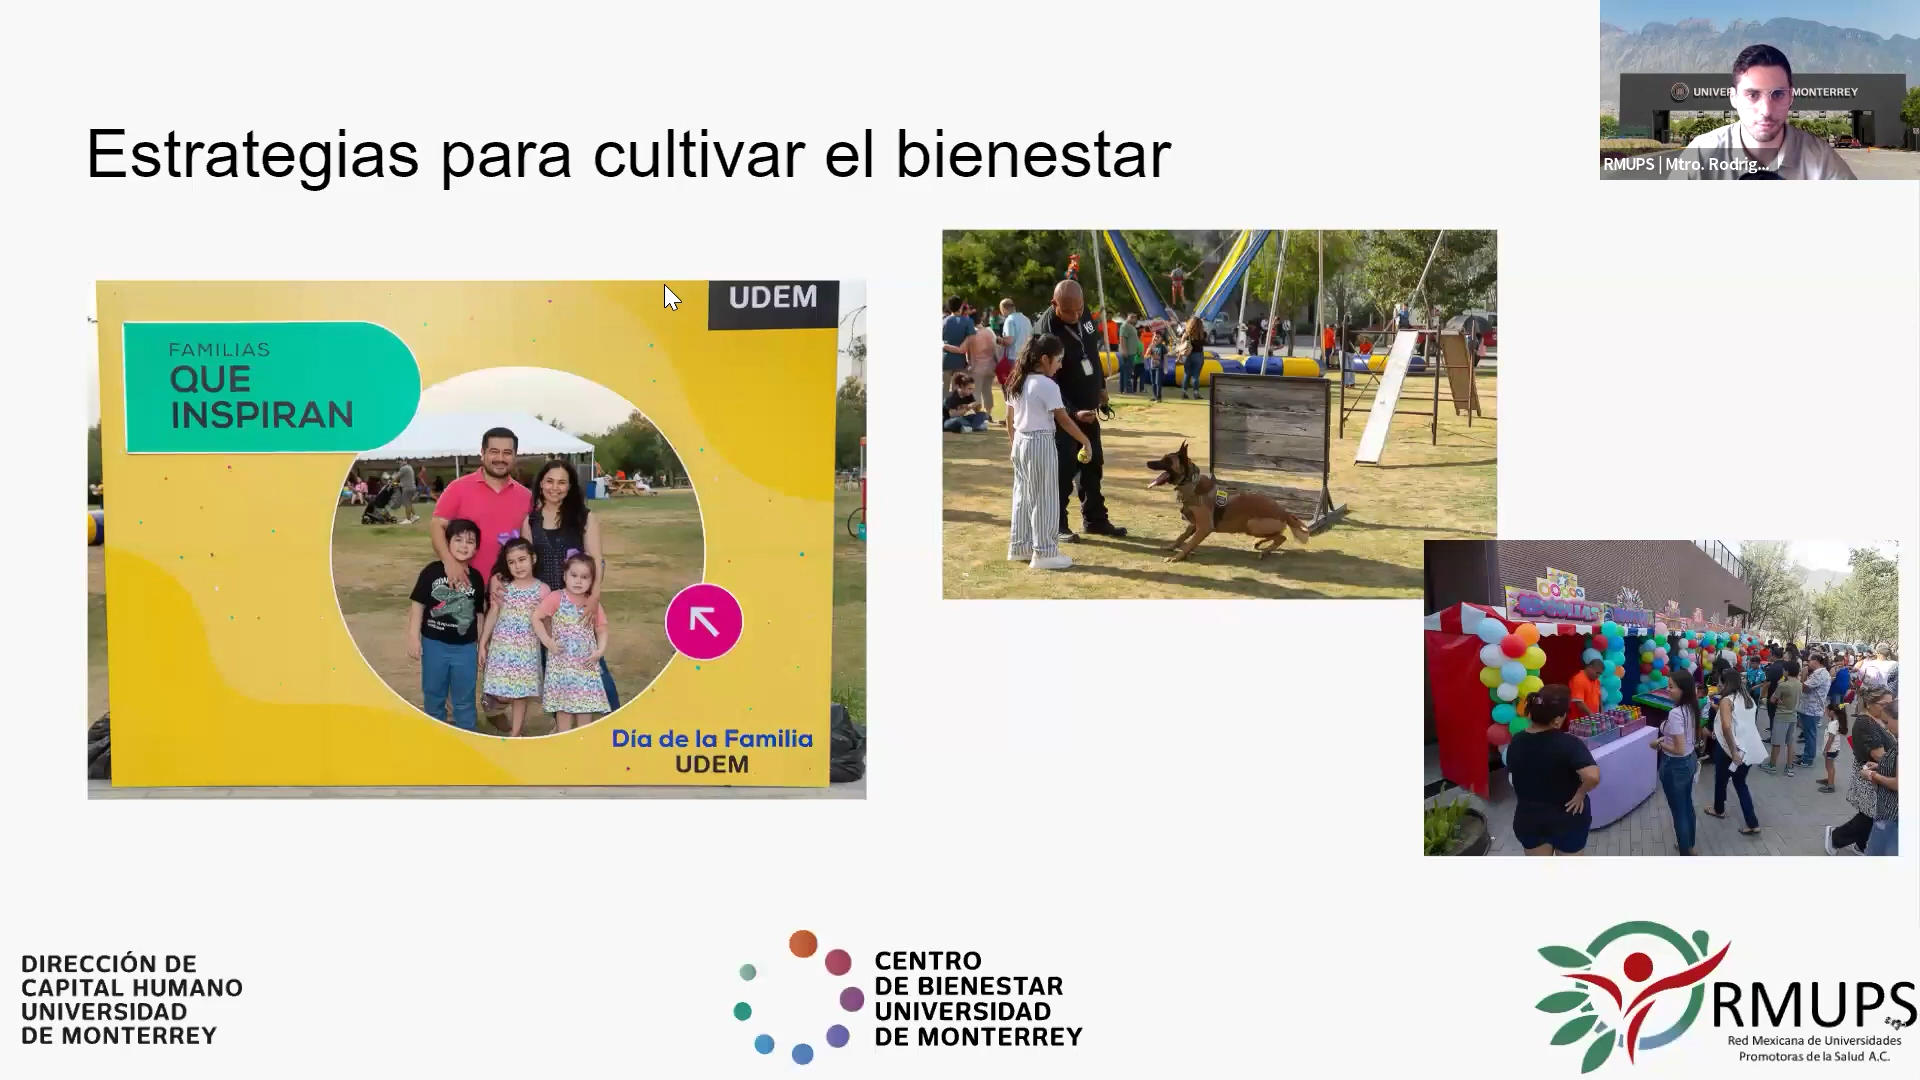 Estrategias para cultivar el bienestar
UNIVER
MONTERREY
RMUPS | Mtro. Rodrig...
UDEM
FAMILIAS
QUE
INSPIRAN
Día de la Familia
UDEM
K9
DIRECCIÓN DE
CAPITAL HUMANO
UNIVERSIDAD
DE MONTERREY
CENTRO
DE BIENESTAR
UNIVERSIDAD
DE MONTERREY
RMUPS
Red Mexicana de Universidades
Promotoras de la Salud A.C.